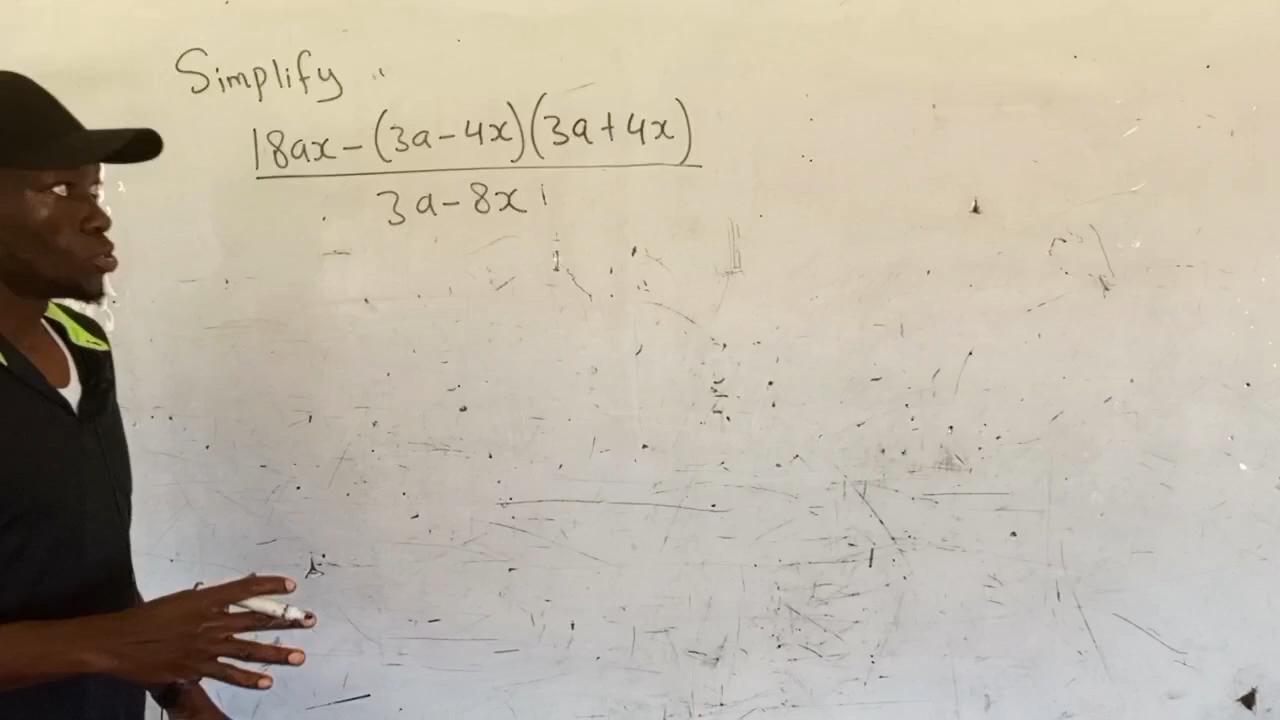 Simplify
18ax - (3a - 4x)(3a + 4x)
3a - 8x